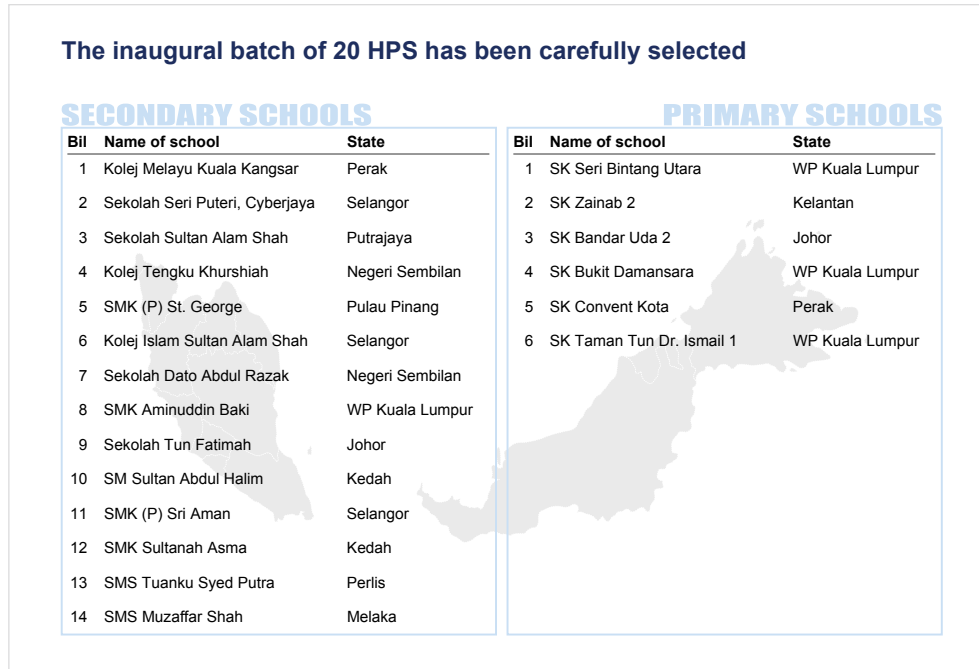 The inaugural batch of 20 HPS has been carefully selected
SECONDARY SCHOOLS
Bil Name of school State
1 Kolej Melayu Kuala Kangsar Perak
2 Sekolah Seri Puteri, Cyberjaya Selangor
3 Sekolah Sultan Alam Shah Putrajaya
4 Kolej Tengku Khurshiah Negeri Sembilan
5 SMK (P) St. George Pulau Pinang
6 Kolej Islam Sultan Alam Shah Selangor
7 Sekolah Dato Abdul Razak Negeri Sembilan
8 SMK Aminuddin Baki WP Kuala Lumpur
9 Sekolah Tun Fatimah Johor
10 SM Sultan Abdul Halim Kedah
11 SMK (P) Sri Aman Selangor
12 SMK Sultanah Asma Kedah
13 SMS Tuanku Syed Putra Perlis
14 SMS Muzaffar Shah Melaka
PRIMARY SCHOOLS
Bil Name of school State
1 SK Seri Bintang Utara WP Kuala Lumpur
2 SK Zainab 2 Kelantan
3 SK Bandar Uda 2 Johor
4 SK Bukit Damansara WP Kuala Lumpur
5 SK Convent Kota Perak
6 SK Taman Tun Dr. Ismail 1 WP Kuala Lumpur